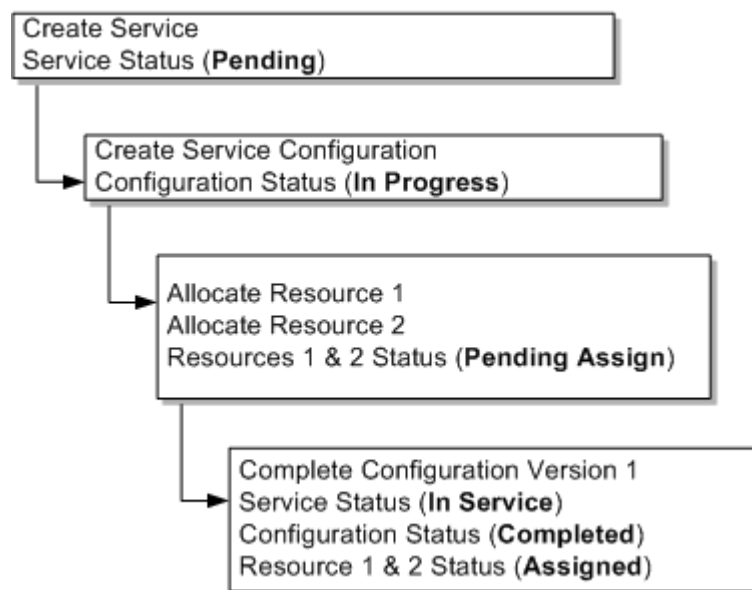 Create Service
Service Status (Pending)
Create Service Configuration
Configuration Status (In Progress)
Allocate Resource 1
Allocate Resource 2
Resources 1 & 2 Status (Pending Assign)
Complete Configuration Version 1
Service Status (In Service)
Configuration Status (Completed)
Resource 1 & 2 Status (Assigned)